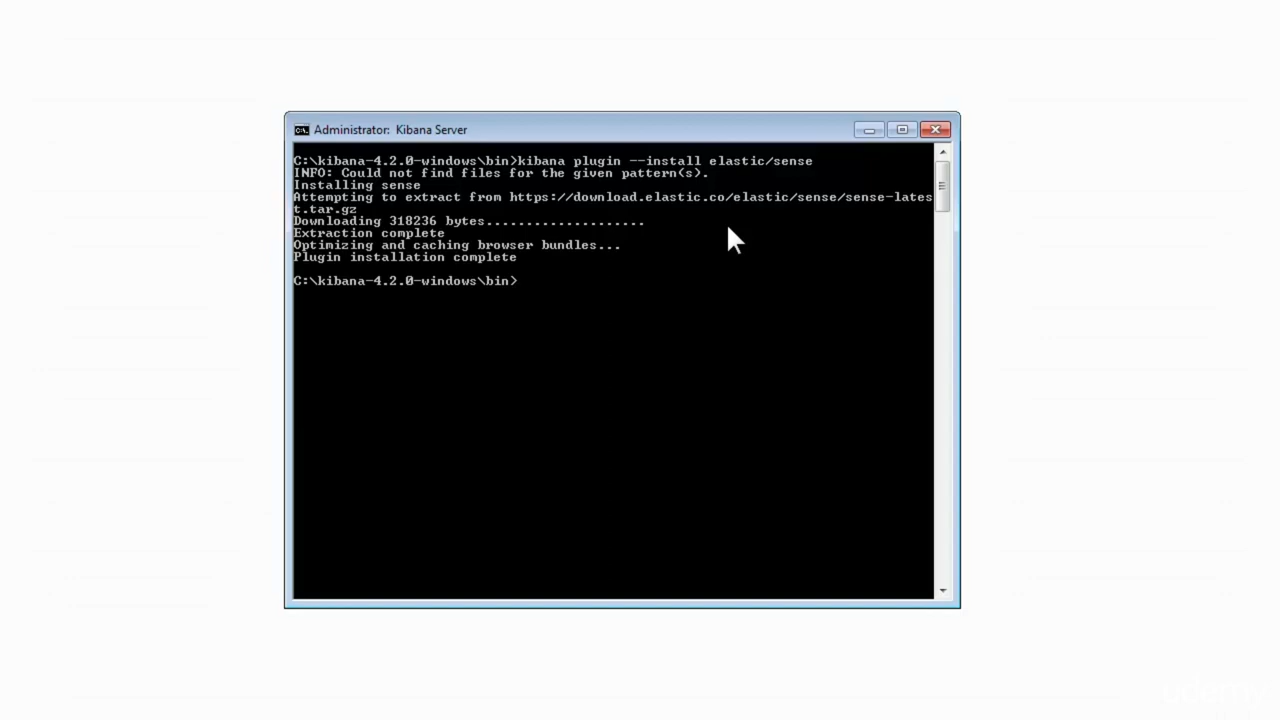 Administrator: Kibana Server
C:\kibana-4.2.0-windows\bin>kibana plugin --install elastic/sense
INFO: Could not find files for the given pattern(s).
Installing sense
Attempting to extract from https://download.elastic.co/elastic/sense/sense-lates
t.tar.gz
Downloading 318236 bytes....................
Extraction complete
Optimizing and caching browser bundles...
Plugin installation complete
C:\kibana-4.2.0-windows\bin>
udemy